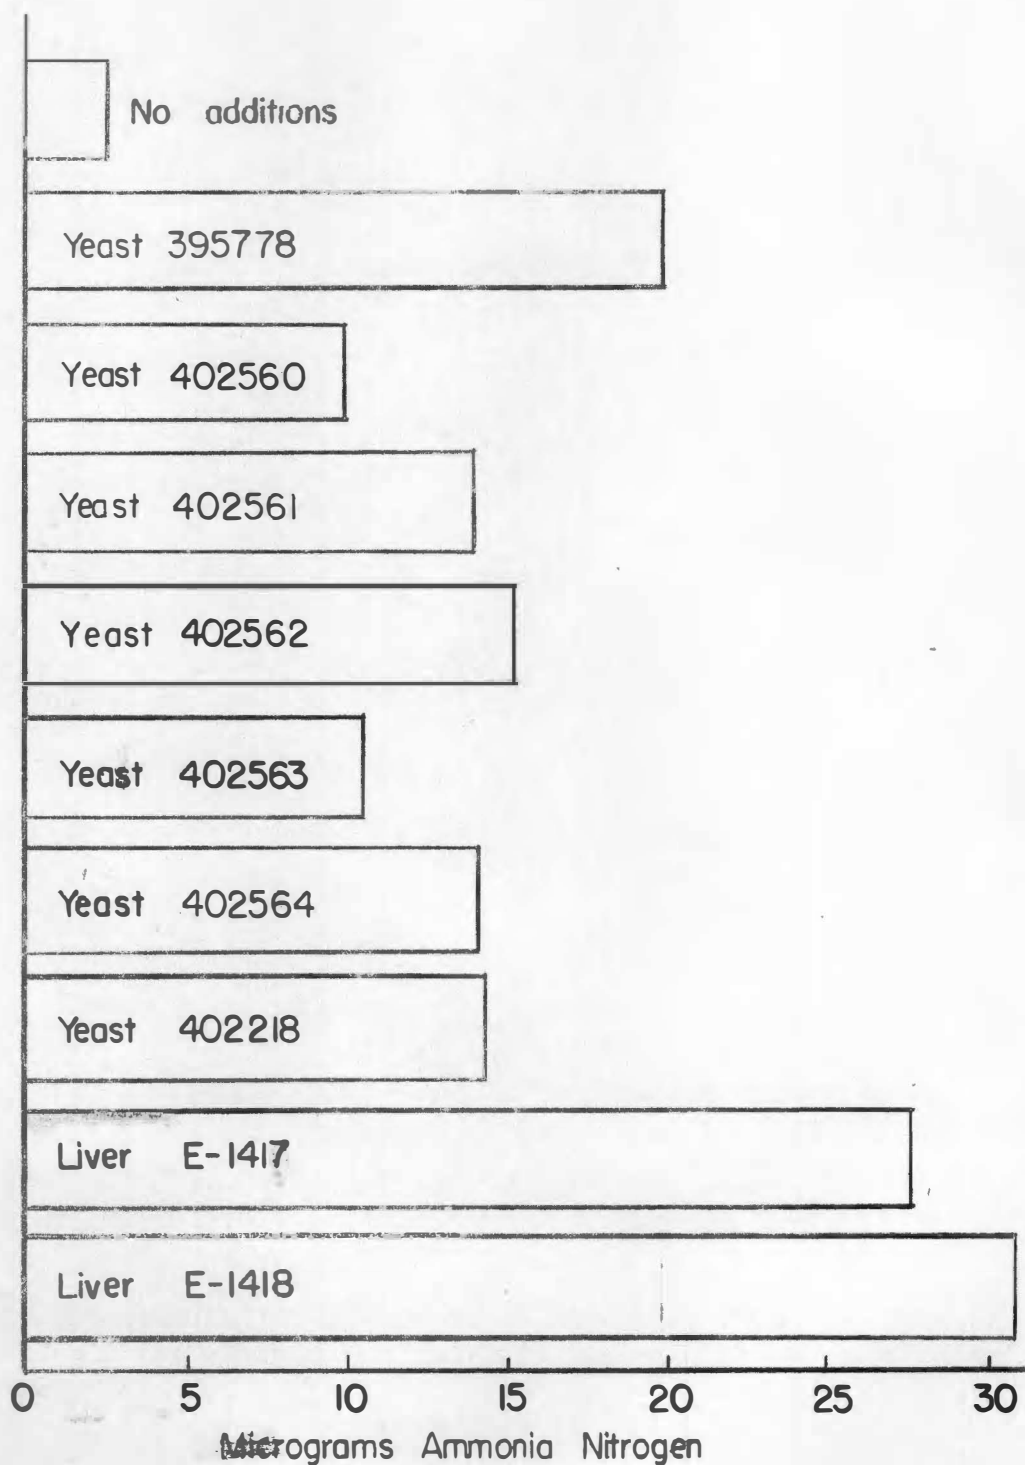 No additions
Yeast 395778
Yeast 402560
Yeast 402561
Yeast 402562
Yeast 402563
Yeast 402564
Yeast 402218
Liver E-1417
Liver E-1418
0 5 10 15 20 25 30
Micrograms Ammonia Nitrogen